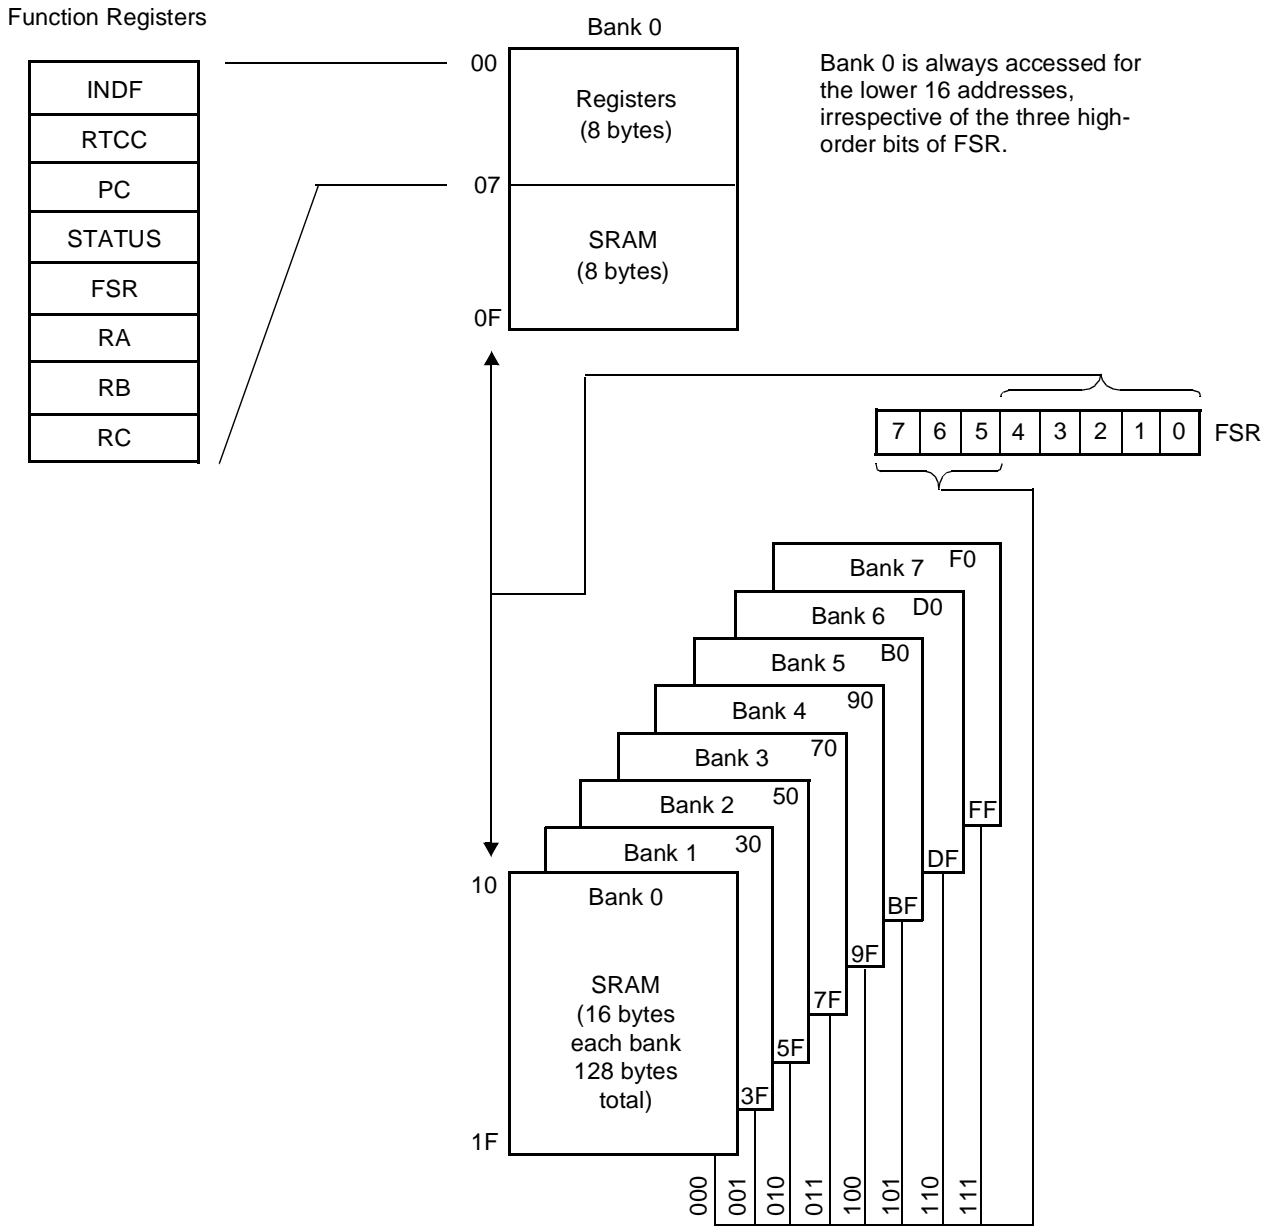 Function Registers
INDF
RTCC
PC
STATUS
FSR
RA
RB
RC
Bank 0
00
Registers
(8 bytes)
07
SRAM
(8 bytes)
0F
Bank 0 is always accessed for
the lower 16 addresses,
irrespective of the three high-
order bits of FSR.
7 6 5 4 3 2 1 0 FSR
Bank 7 F0
Bank 6 D0
Bank 5 B0
Bank 4 90
Bank 3 70
Bank 2 50
Bank 1 30
10
Bank 0
SRAM
(16 bytes
each bank
128 bytes
total)
1F
3F
5F
7F
9F
BF
DF
FF
000
001
010
011
100
101
110
111